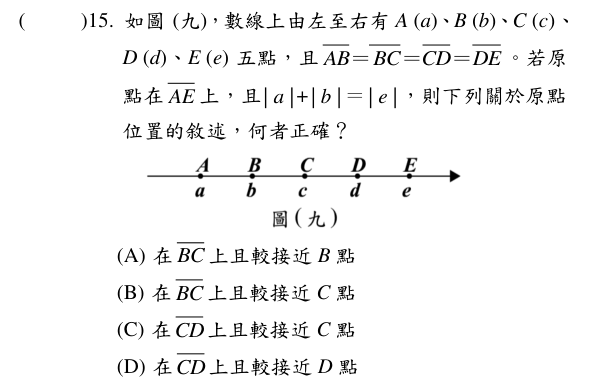 (　　)15. 如圖 (九)，數線上由左至右有 A (a)、B (b)、C (c)、
D (d)、E (e) 五點，且 AB=BC=CD=DE。若原
點在 AE 上，且| a |+| b |=| e |，則下列關於原點
位置的敘述，何者正確？
A B C D E
a b c d e
圖(九)
(A) 在 BC 上且較接近 B 點
(B) 在 BC 上且較接近 C 點
(C) 在 CD 上且較接近 C 點
(D) 在 CD 上且較接近 D 點